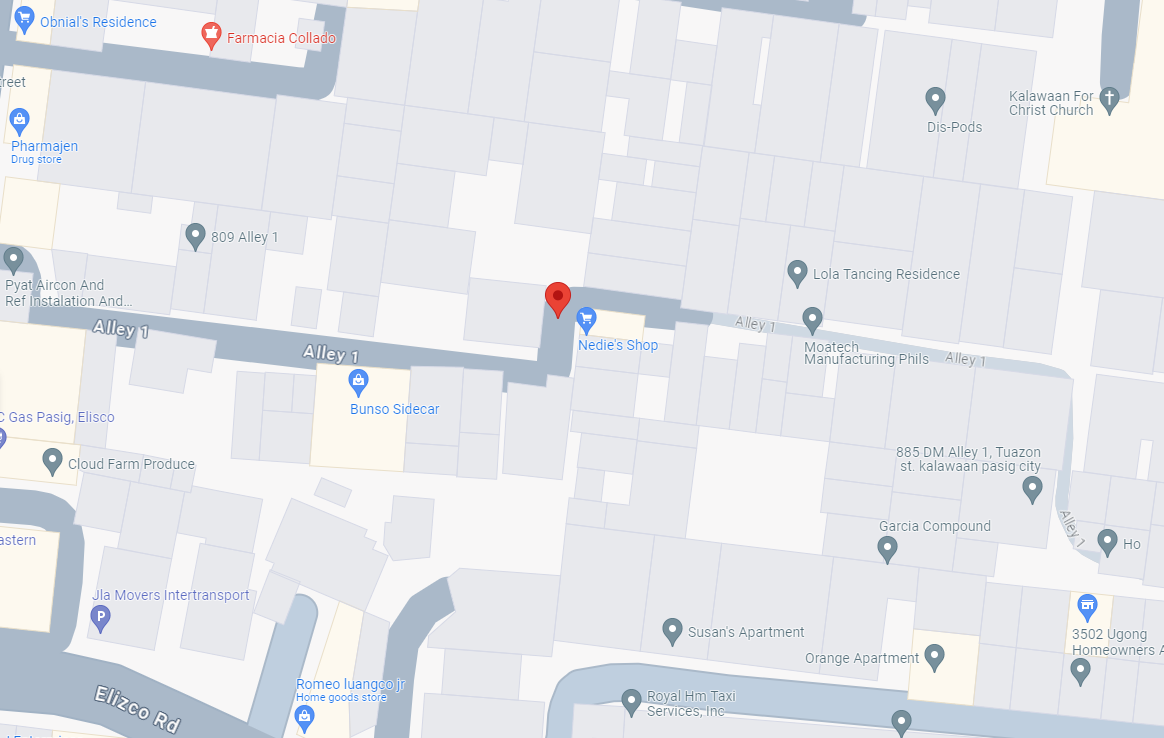 Obnial's Residence
Farmacia Collado
reet
Kalawaan For
Christ Church
Dis-Pods
Pharmajen
Drug store
809 Alley 1
Lola Tancing Residence
Pyat Aircon And
Ref Instalation And...
Alley 1
Alley 1
Alley 1
Nedie's Shop
Moatech
Manufacturing Phils
Alley 1
Bunso Sidecar
C Gas Pasig, Elisco
885 DM Alley 1, Tuazon
st. kalawaan pasig city
Cloud Farm Produce
Alley 1
Garcia Compound
astern
Ho
Jla Movers Intertransport
P
Susan's Apartment
3502 Ugong
Homeowners A
Orange Apartment
Elizco Rd
Romeo luangco jr
Home goods store
Royal Hm Taxi
Services, Inc